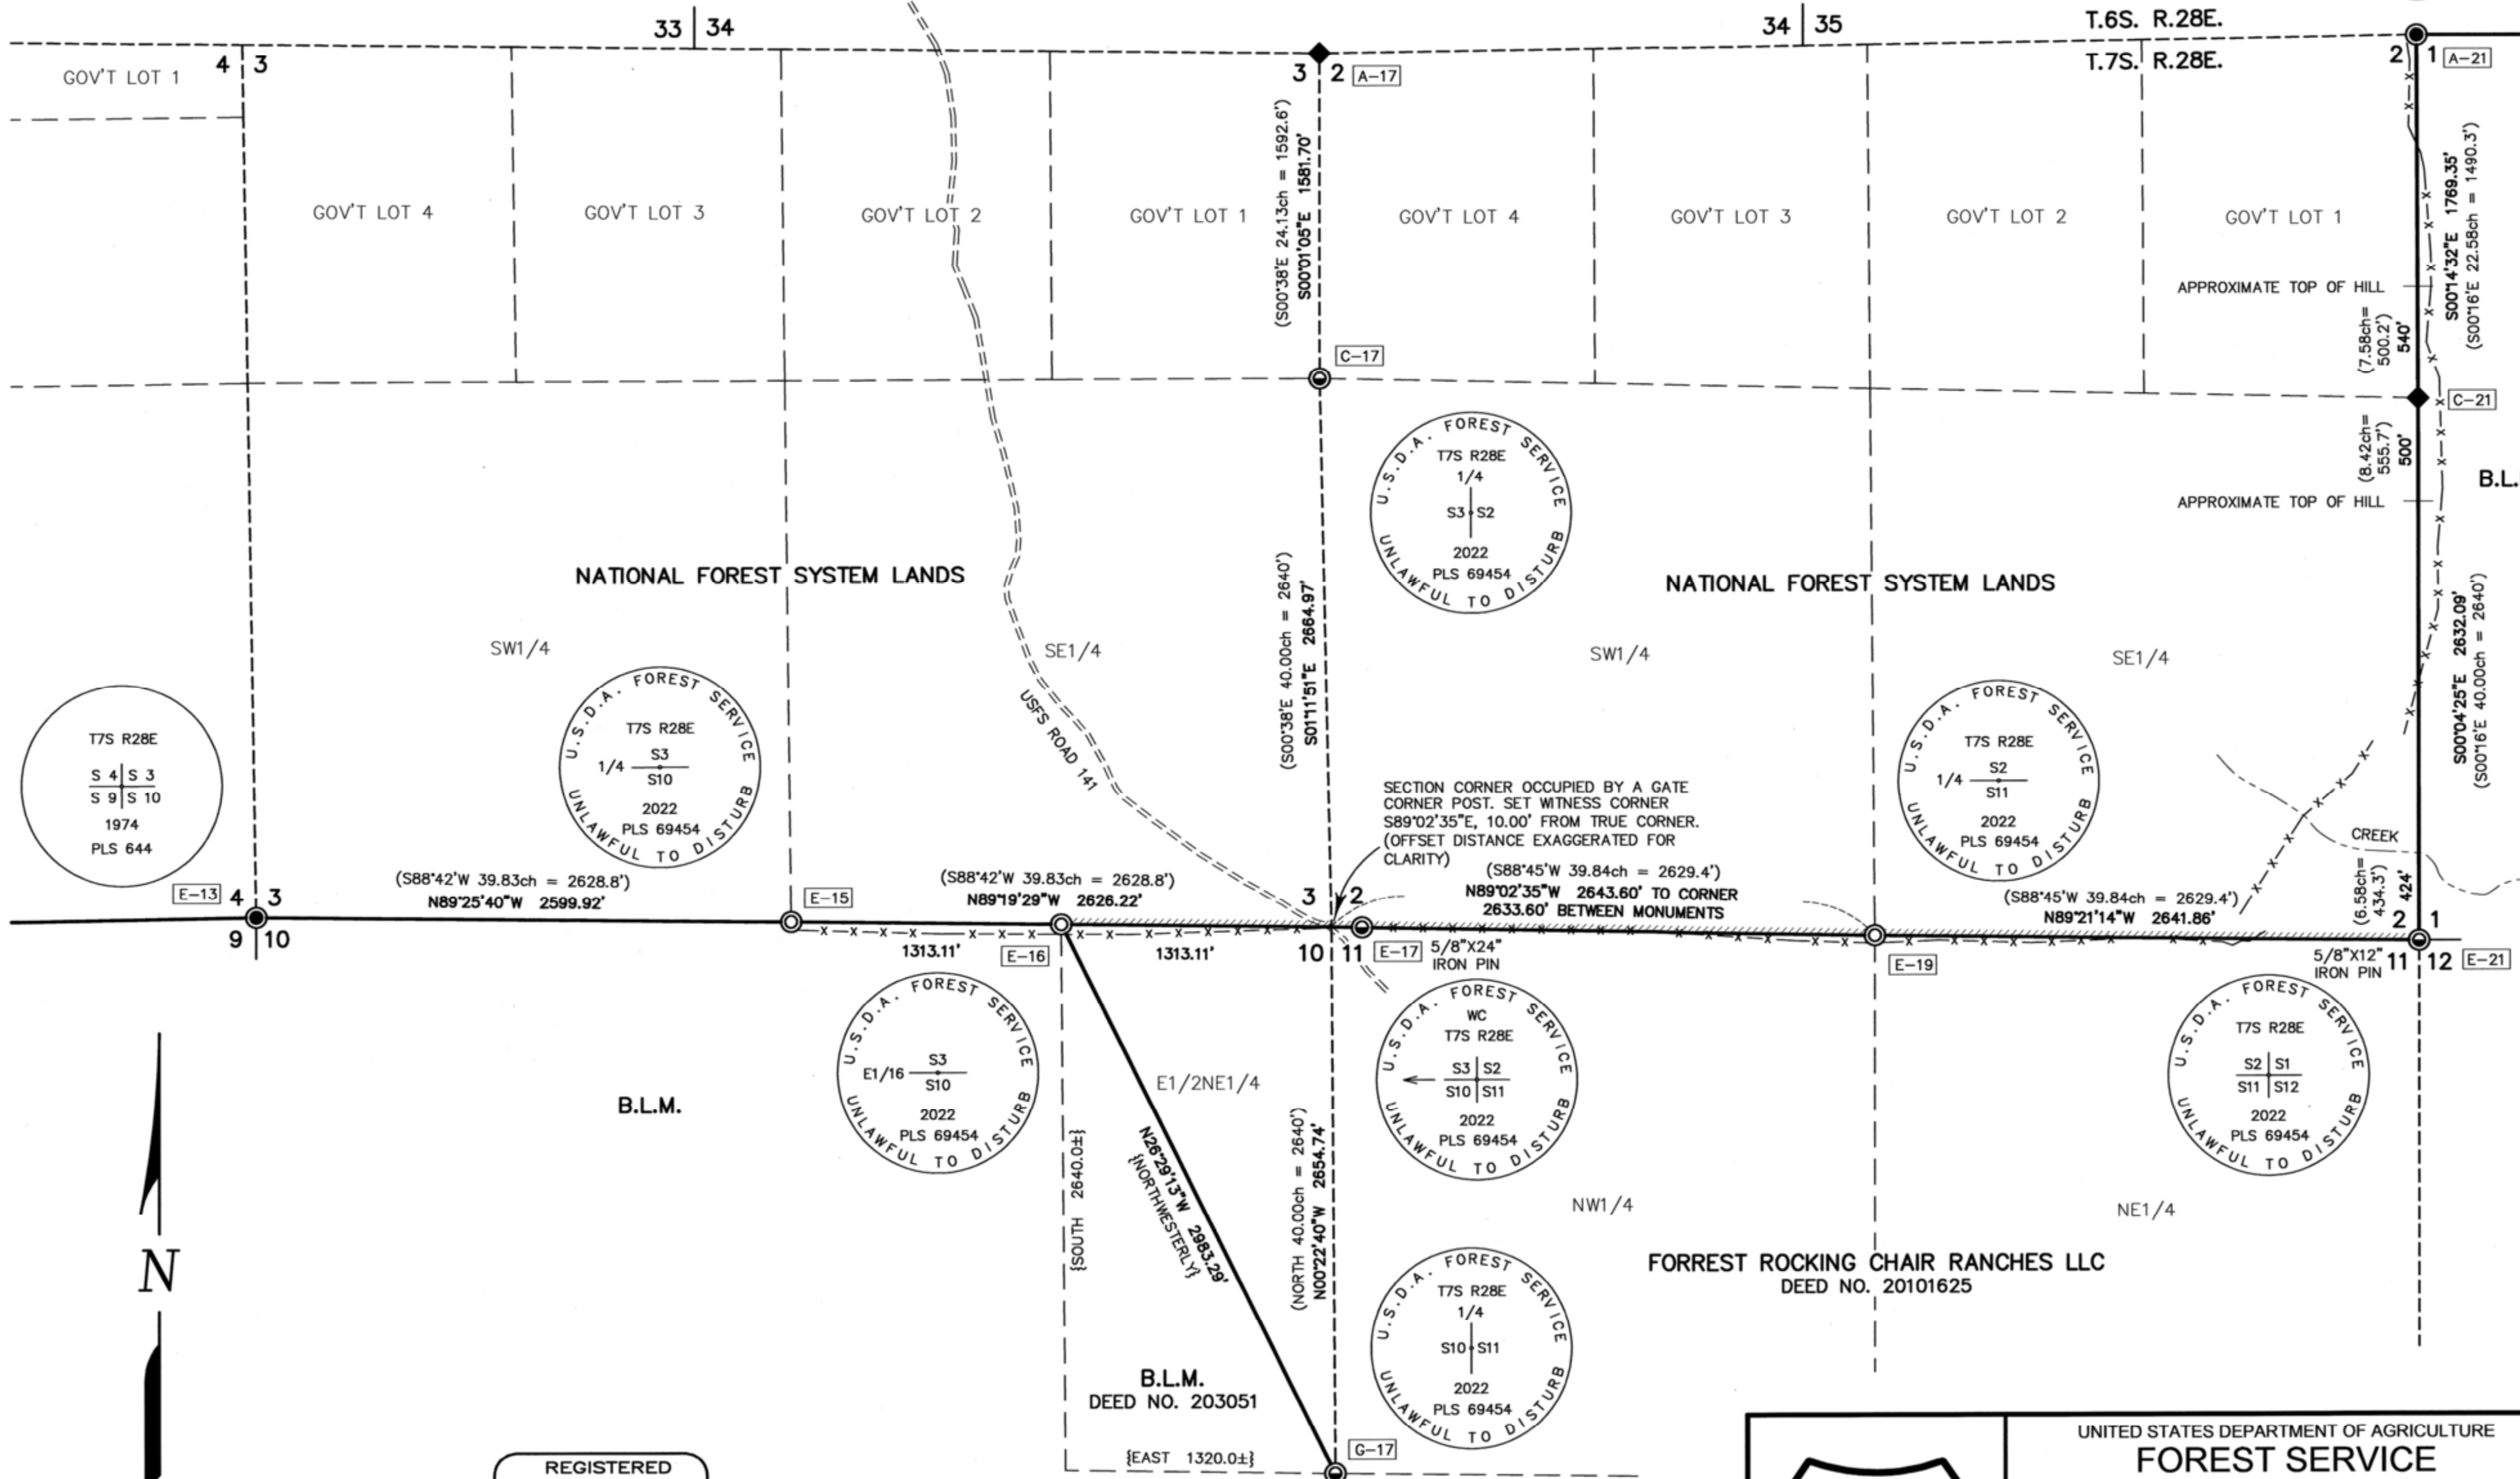 33 34
34 35
T.6S. R.28E.
T.7S. R.28E.
GOV'T LOT 1
4 3
3 2
A-17
2 1
A-21
(S00°38'E 24.13ch = 1592.6')
S00°01'05"E 1581.70'
S00°14'32"E 1769.35'
(S00°16'E 22.58ch = 1490.3')
GOV'T LOT 4
GOV'T LOT 3
GOV'T LOT 2
GOV'T LOT 1
GOV'T LOT 4
GOV'T LOT 3
GOV'T LOT 2
GOV'T LOT 1
APPROXIMATE TOP OF HILL
(7.58ch=
500.2')
540'
C-17
C-21
(8.42ch=
555.7')
500'
B.L.
APPROXIMATE TOP OF HILL
U.S.D.A. FOREST SERVICE
T7S R28E
1/4
S3 S2
2022
PLS 69454
UNLAWFUL TO DISTURB
NATIONAL FOREST SYSTEM LANDS
NATIONAL FOREST SYSTEM LANDS
(S00°38'E 40.00ch = 2640')
S01°11'51"E 2664.97'
S00°04'25"E 2632.09'
(S00°16'E 40.00ch = 2640')
SW1/4
SE1/4
SW1/4
SE1/4
USFS ROAD 141
T7S R28E
S 4 S 3
S 9 S 10
1974
PLS 644
U.S.D.A. FOREST SERVICE
T7S R28E
1/4 S3
S10
2022
PLS 69454
UNLAWFUL TO DISTURB
U.S.D.A. FOREST SERVICE
T7S R28E
1/4 S2
S11
2022
PLS 69454
UNLAWFUL TO DISTURB
SECTION CORNER OCCUPIED BY A GATE
CORNER POST. SET WITNESS CORNER
S89°02'35"E, 10.00' FROM TRUE CORNER.
(OFFSET DISTANCE EXAGGERATED FOR
CLARITY)
CREEK
(6.58ch=
434.3')
424'
E-13
4 3
9 10
(S88°42'W 39.83ch = 2628.8')
N89°25'40"W 2599.92'
E-15
(S88°42'W 39.83ch = 2628.8')
N89°19'29"W 2626.22'
3 2
(S88°45'W 39.84ch = 2629.4')
N89°02'35"W 2643.60' TO CORNER
2633.60' BETWEEN MONUMENTS
(S88°45'W 39.84ch = 2629.4')
N89°21'14"W 2641.86'
2 1
1313.11'
E-16
1313.11'
10 11
E-17
5/8"X24"
IRON PIN
E-19
5/8"X12"
IRON PIN
11 12
E-21
U.S.D.A. FOREST SERVICE
E1/16 S3
S10
2022
PLS 69454
UNLAWFUL TO DISTURB
U.S.D.A. FOREST SERVICE
WC
T7S R28E
S3 S2
S10 S11
2022
PLS 69454
UNLAWFUL TO DISTURB
U.S.D.A. FOREST SERVICE
T7S R28E
S2 S1
S11 S12
2022
PLS 69454
UNLAWFUL TO DISTURB
B.L.M.
E1/2NE1/4
{SOUTH 2640.0±}
N26°29'13"W 2983.29'
{NORTHWESTERLY}
(NORTH 40.00ch = 2640')
N00°22'40"W 2654.74'
NW1/4
NE1/4
N
FORREST ROCKING CHAIR RANCHES LLC
DEED NO. 20101625
U.S.D.A. FOREST SERVICE
T7S R28E
1/4
S10 S11
2022
PLS 69454
UNLAWFUL TO DISTURB
B.L.M.
DEED NO. 203051
{EAST 1320.0±}
G-17
REGISTERED
UNITED STATES DEPARTMENT OF AGRICULTURE
FOREST SERVICE